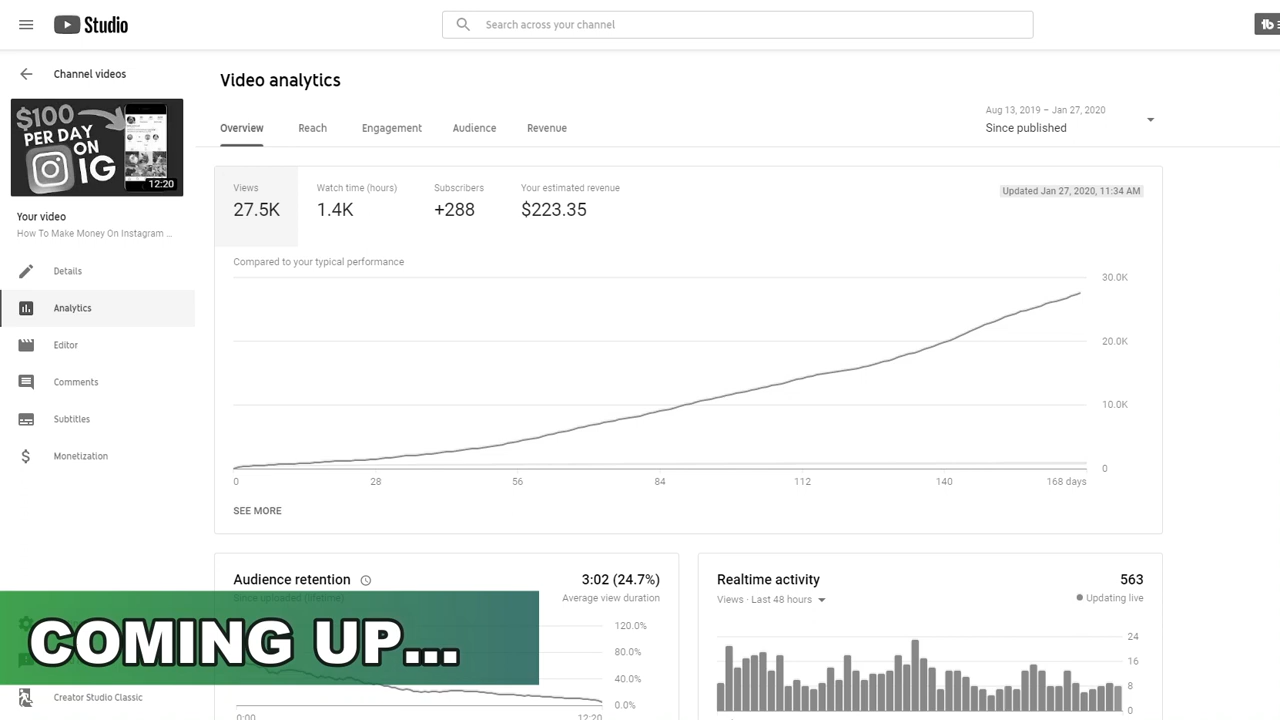 Studio
Search across your channel
Channel videos
$100
PER DAY
ON
IG
12:20
Your video
How To Make Money On Instagram ...
Details
Analytics
Editor
Comments
Subtitles
Monetization
Creator Studio Classic
Video analytics
Overview
Reach
Engagement
Audience
Revenue
Aug 13, 2019 – Jan 27, 2020
Since published
Views
27.5K
Watch time (hours)
1.4K
Subscribers
+288
Your estimated revenue
$223.35
Updated Jan 27, 2020, 11:34 AM
Compared to your typical performance
30.0K
20.0K
10.0K
0
0 28 56 84 112 140 168 days
SEE MORE
Audience retention
3:02 (24.7%)
Since uploaded (lifetime)
Average view duration
120.0%
80.0%
40.0%
0.0%
0:00 12:20
Realtime activity
563
Views · Last 48 hours
Updating live
24
16
8
0
COMING UP...